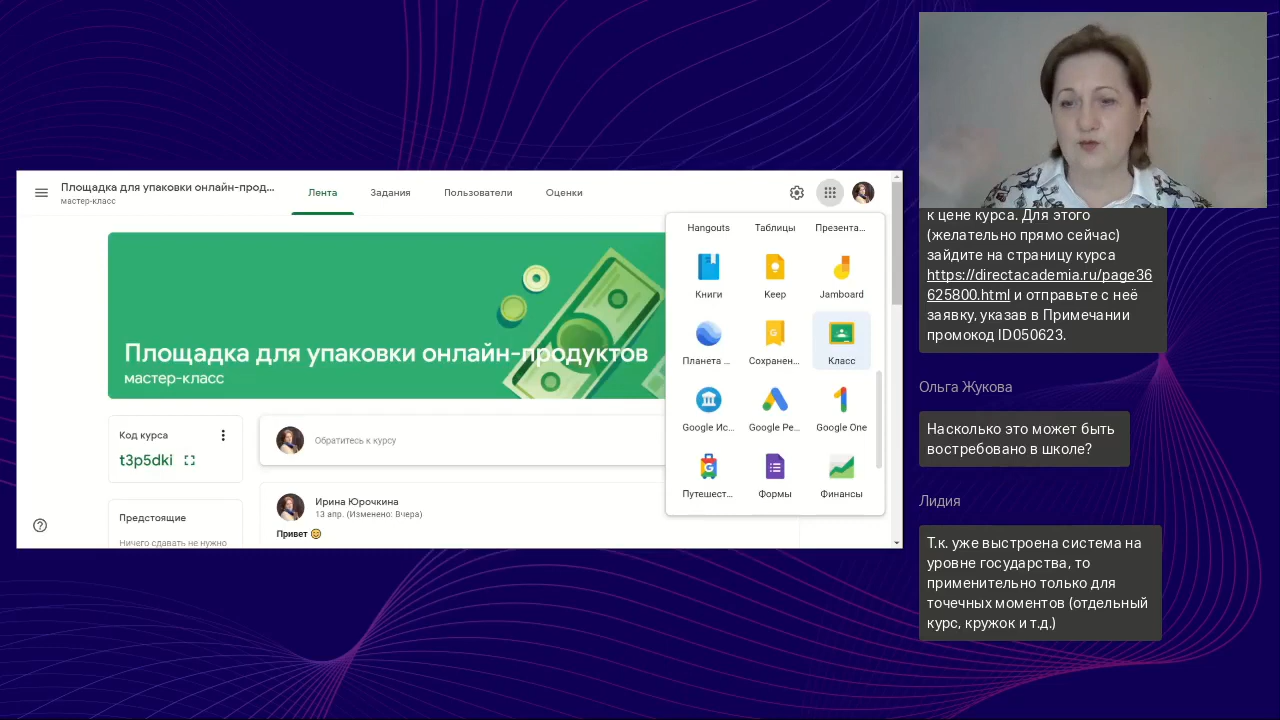 Площадка для упаковки онлайн-прод...
мастер-класс
Лента
Задания
Пользователи
Оценки
Площадка для упаковки онлайн-продуктов
мастер-класс
Код курса
t3p5dki
Предстоящие
Ничего сдавать не нужно
Обратитесь к курсу
Ирина Юрочкина
13 апр. (Изменено: Вчера)
Привет
Hangouts Таблицы Презента...
Книги Keep Jamboard
Планета ... Сохранен... Класс
Google Ис... Google Ре... Google One
Путешест... Формы Финансы
к цене курса. Для этого
(желательно прямо сейчас)
зайдите на страницу курса
https://directacademia.ru/page36
625800.html и отправьте с неё
заявку, указав в Примечании
промокод ID050623.
Ольга Жукова
Насколько это может быть
востребовано в школе?
Лидия
Т.к. уже выстроена система на
уровне государства, то
применительно только для
точечных моментов (отдельный
курс, кружок и т.д.)